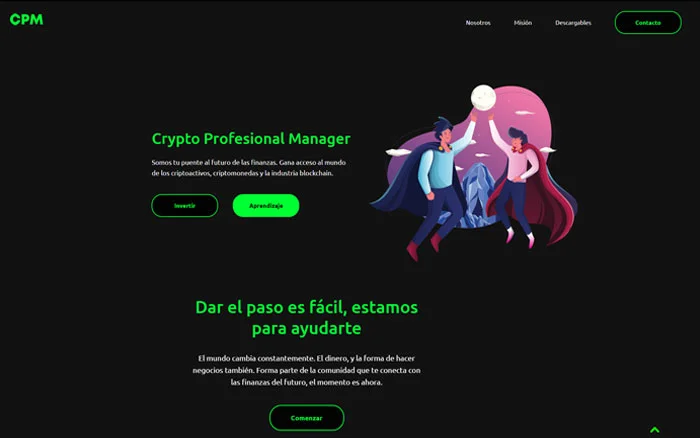 CPM
Nosotros
Misión
Descargables
Contacto
Crypto Profesional Manager
Somos tu puente al futuro de las finanzas. Gana acceso al mundo
de los criptoactivos, criptomonedas y la industria blockchain.
Invertir
Aprendizaje
Dar el paso es fácil, estamos
para ayudarte
El mundo cambia constantemente. El dinero, y la forma de hacer
negocios también. Forma parte de la comunidad que te conecta con
las finanzas del futuro, el momento es ahora.
Comenzar